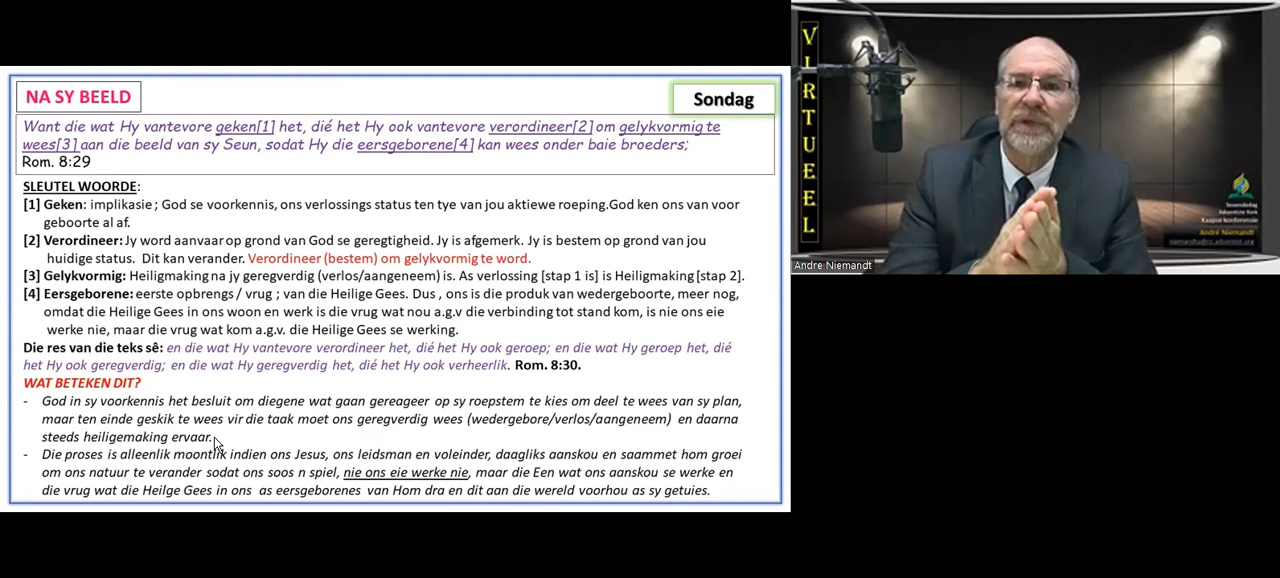 NA SY BEELD
Sondag
Want die wat Hy vantevore geken[1] het, dié het Hy ook vantevore verordineer[2] om gelykvormig te
wees[3] aan die beeld van sy Seun, sodat Hy die eersgeborene[4] kan wees onder baie broeders;
Rom. 8:29
SLEUTEL WOORDE:
[1] Geken: implikasie ; God se voorkennis, ons verlossings status ten tye van jou aktiewe roeping.God ken ons van voor
geboorte al af.
[2] Verordineer: Jy word aanvaar op grond van God se geregtigheid. Jy is afgemerk. Jy is bestem op grond van jou
huidige status. Dit kan verander. Verordineer (bestem) om gelykvormig te word.
[3] Gelykvormig: Heiligmaking na jy geregverdig (verlos/aangeneem) is. As verlossing [stap 1 is] is Heiligmaking [stap 2].
[4] Eersgeborene: eerste opbrengs / vrug ; van die Heilige Gees. Dus , ons is die produk van wedergeboorte, meer nog,
omdat die Heilige Gees in ons woon en werk is die vrug wat nou a.g.v die verbinding tot stand kom, is nie ons eie
werke nie, maar die vrug wat kom a.g.v. die Heilige Gees se werking.
Die res van die teks sê: en die wat Hy vantevore verordineer het, dié het Hy ook geroep; en die wat Hy geroep het, dié
het Hy ook geregverdig; en die wat Hy geregverdig het, dié het Hy ook verheerlik. Rom. 8:30.
WAT BETEKEN DIT?
- God in sy voorkennis het besluit om diegene wat gaan gereageer op sy roepstem te kies om deel te wees van sy plan,
maar ten einde geskik te wees vir die taak moet ons geregverdig wees (wedergebore/verlos/aangeneem) en daarna
steeds heiligemaking ervaar.
- Die proses is alleenlik moontlik indien ons Jesus, ons leidsman en voleinder, daagliks aanskou en saammet hom groei
om ons natuur te verander sodat ons soos n spiel, nie ons eie werke nie, maar die Een wat ons aanskou se werke en
die vrug wat die Heilge Gees in ons as eersgeborenes van Hom dra en dit aan die wereld voorhou as sy getuies.
VIRTUEEL
Adventiste Kerk
Kaapse konferensie
André Niemandt
niemandta@cc.adventist.org
Andre Niemandt